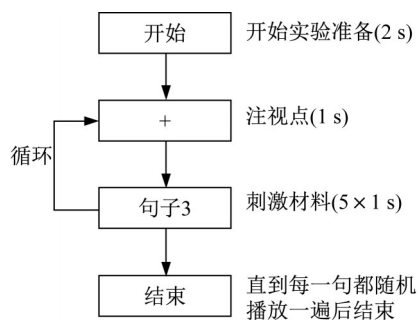 开始
开始实验准备(2 s)
+
注视点(1 s)
循环
句子3
刺激材料(5×1 s)
结束
直到每一句都随机
播放一遍后结束